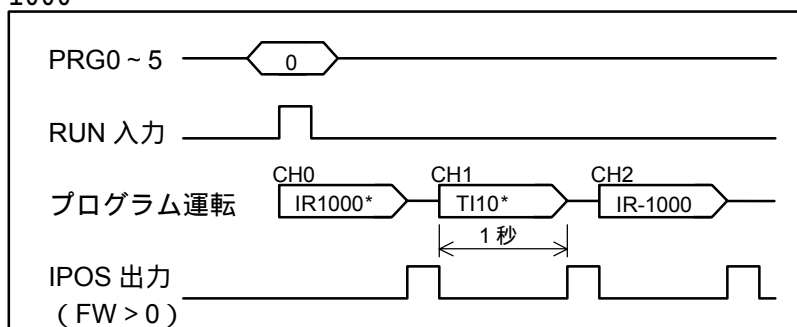 PRG0～5
0
RUN 入力
CH0 CH1 CH2
プログラム運転 IR1000* TI10* IR-1000
1 秒
IPOS 出力
（FW＞0）